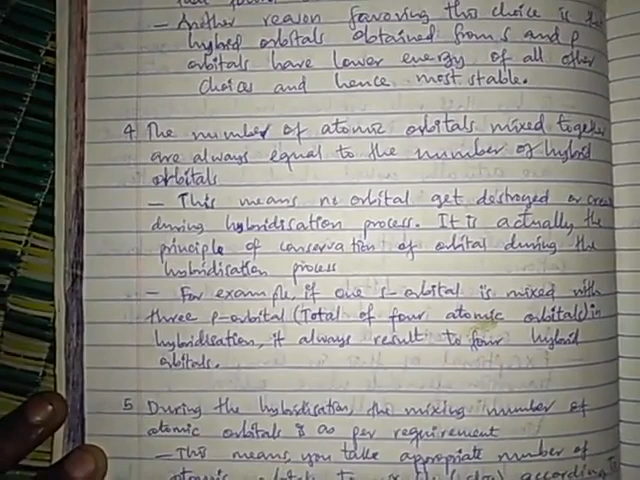 - Another reason favoring this choice is the
hybrid orbitals obtained from s and p
orbitals have lower energy of all other
choices and hence most stable.
4 The number of atomic orbitals mixed together
are always equal to the number of hybrid
orbitals
- This means no orbital get destroyed or
during hybridisation process. It is actually the
principle of conservation of orbital during the
hybridisation process
- For example, if one s-orbital is mixed with
three p-orbital (Total of four atomic orbitals) in
hybridisation, it always result to four hybrid
orbitals.
5 During the hybridisation, the mixing number of
atomic orbitals is as per requirement
- This means, you take appropriate number of
atomic according